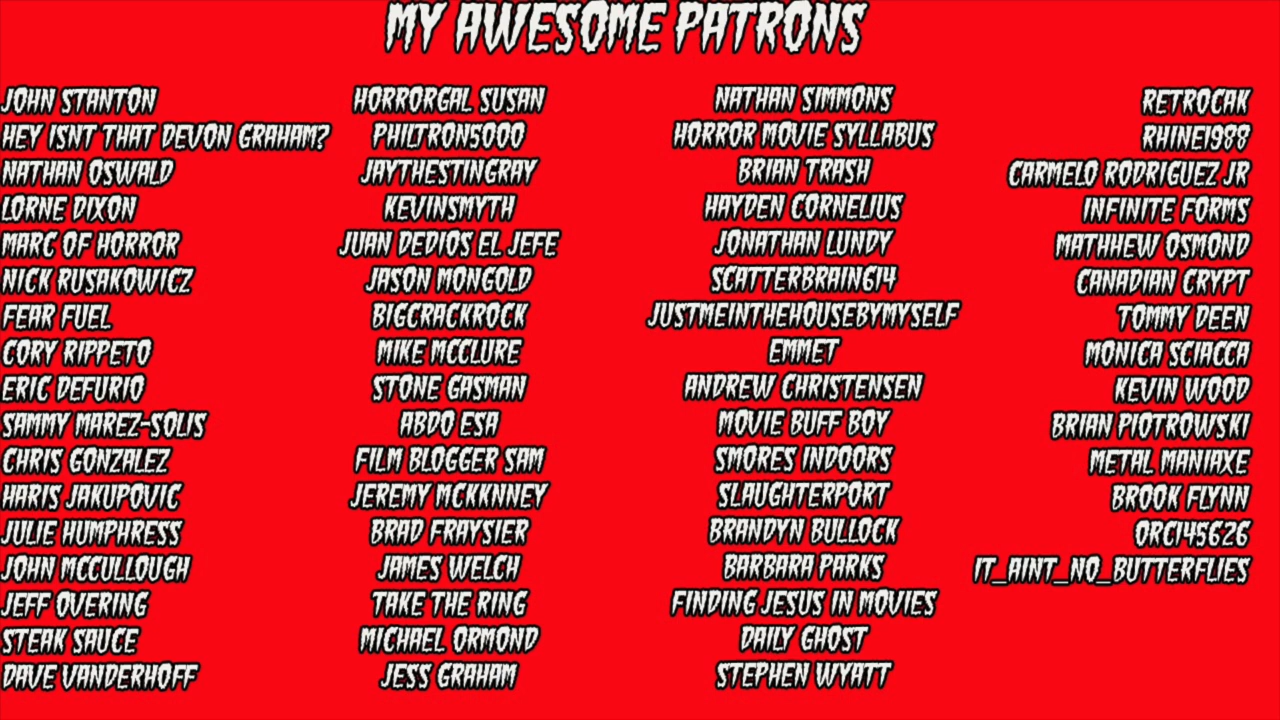 MY AWESOME PATRONS
JOHN STANTON
HEY ISNT THAT DEVON GRAHAM?
NATHAN OSWALD
LORNE DIXON
MARC OF HORROR
NICK RUSAKOWICZ
FEAR FUEL
CORY RIPPETO
ERIC DEFURIO
SAMMY MAREZ-SOLIS
CHRIS GONZALEZ
HARIS JAKUPOVIC
JULIE HUMPHRESS
JOHN MCCULLOUGH
JEFF OVERING
STEAK SAUCE
DAVE VANDERHOFF
HORRORGAL SUSAN
PHILTRON5000
JAYTHESTINGRAY
KEVINSMYTH
JUAN DEDIOS EL JEFE
JASON MONGOLD
BIGCRACKROCK
MIKE MCCLURE
STONE GASMAN
ABDO ESA
FILM BLOGGER SAM
JEREMY MCKKNNEY
BRAD FRAYSIER
JAMES WELCH
TAKE THE RING
MICHAEL ORMOND
JESS GRAHAM
NATHAN SIMMONS
HORROR MOVIE SYLLABUS
BRIAN TRASH
HAYDEN CORNELIUS
JONATHAN LUNDY
SCATTERBRAIN614
JUSTMEINTHEHOUSEBYMYSELF
EMMET
ANDREW CHRISTENSEN
MOVIE BUFF BOY
SMORES INDOORS
SLAUGHTERPORT
BRANDYN BULLOCK
BARBARA PARKS
FINDING JESUS IN MOVIES
DAILY GHOST
STEPHEN WYATT
RETROCAK
RHINE1988
CARMELO RODRIGUEZ JR
INFINITE FORMS
MATHHEW OSMOND
CANADIAN CRYPT
TOMMY DEEN
MONICA SCIACCA
KEVIN WOOD
BRIAN PIOTROWSKI
METAL MANIAXE
BROOK FLYNN
ORC145626
IT_AINT_NO_BUTTERFLIES